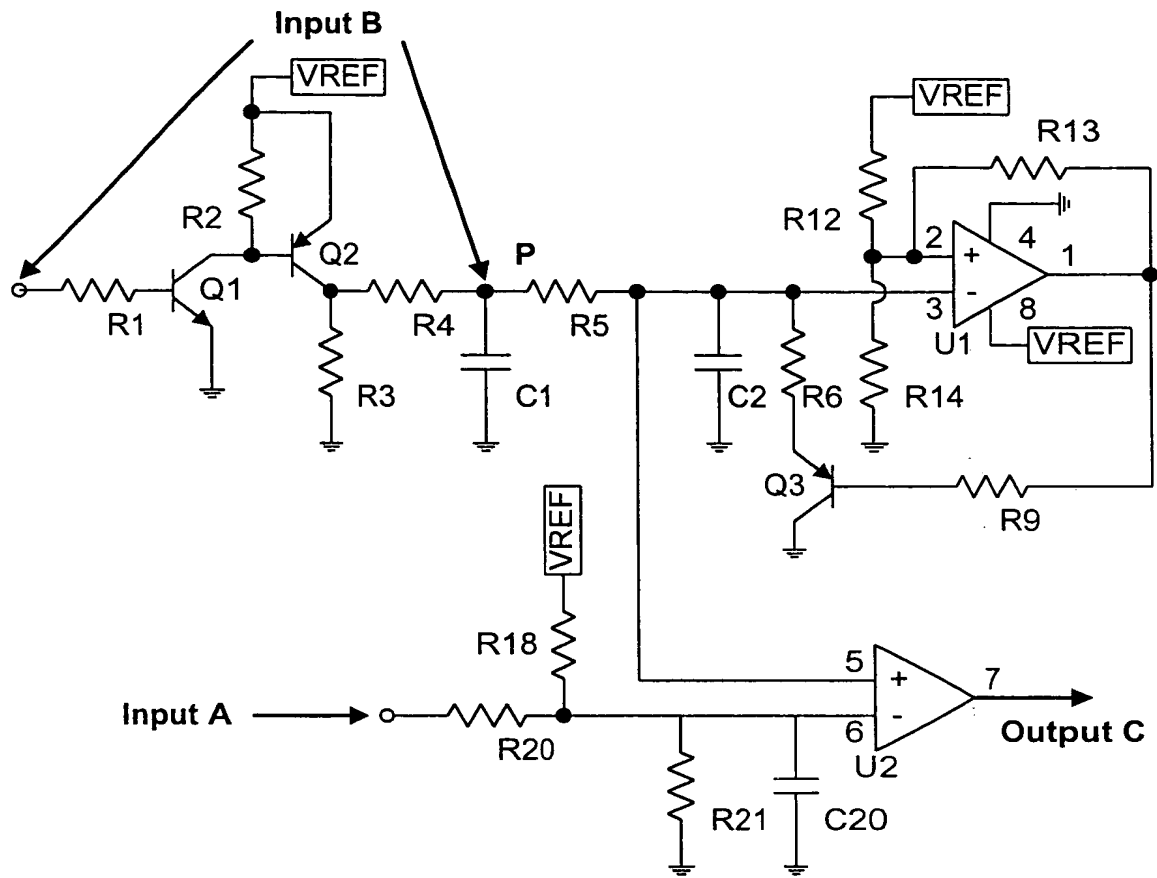 Input B
VREF
VREF
R13
R2
R12
Q2
P
2
4
+
1
Q1
R1
R4
R5
3
-
8
U1
VREF
R3
C1
C2
R6
R14
Q3
R9
VREF
R18
5
+
7
Input A
-
Output C
R20
6
U2
R21
C20